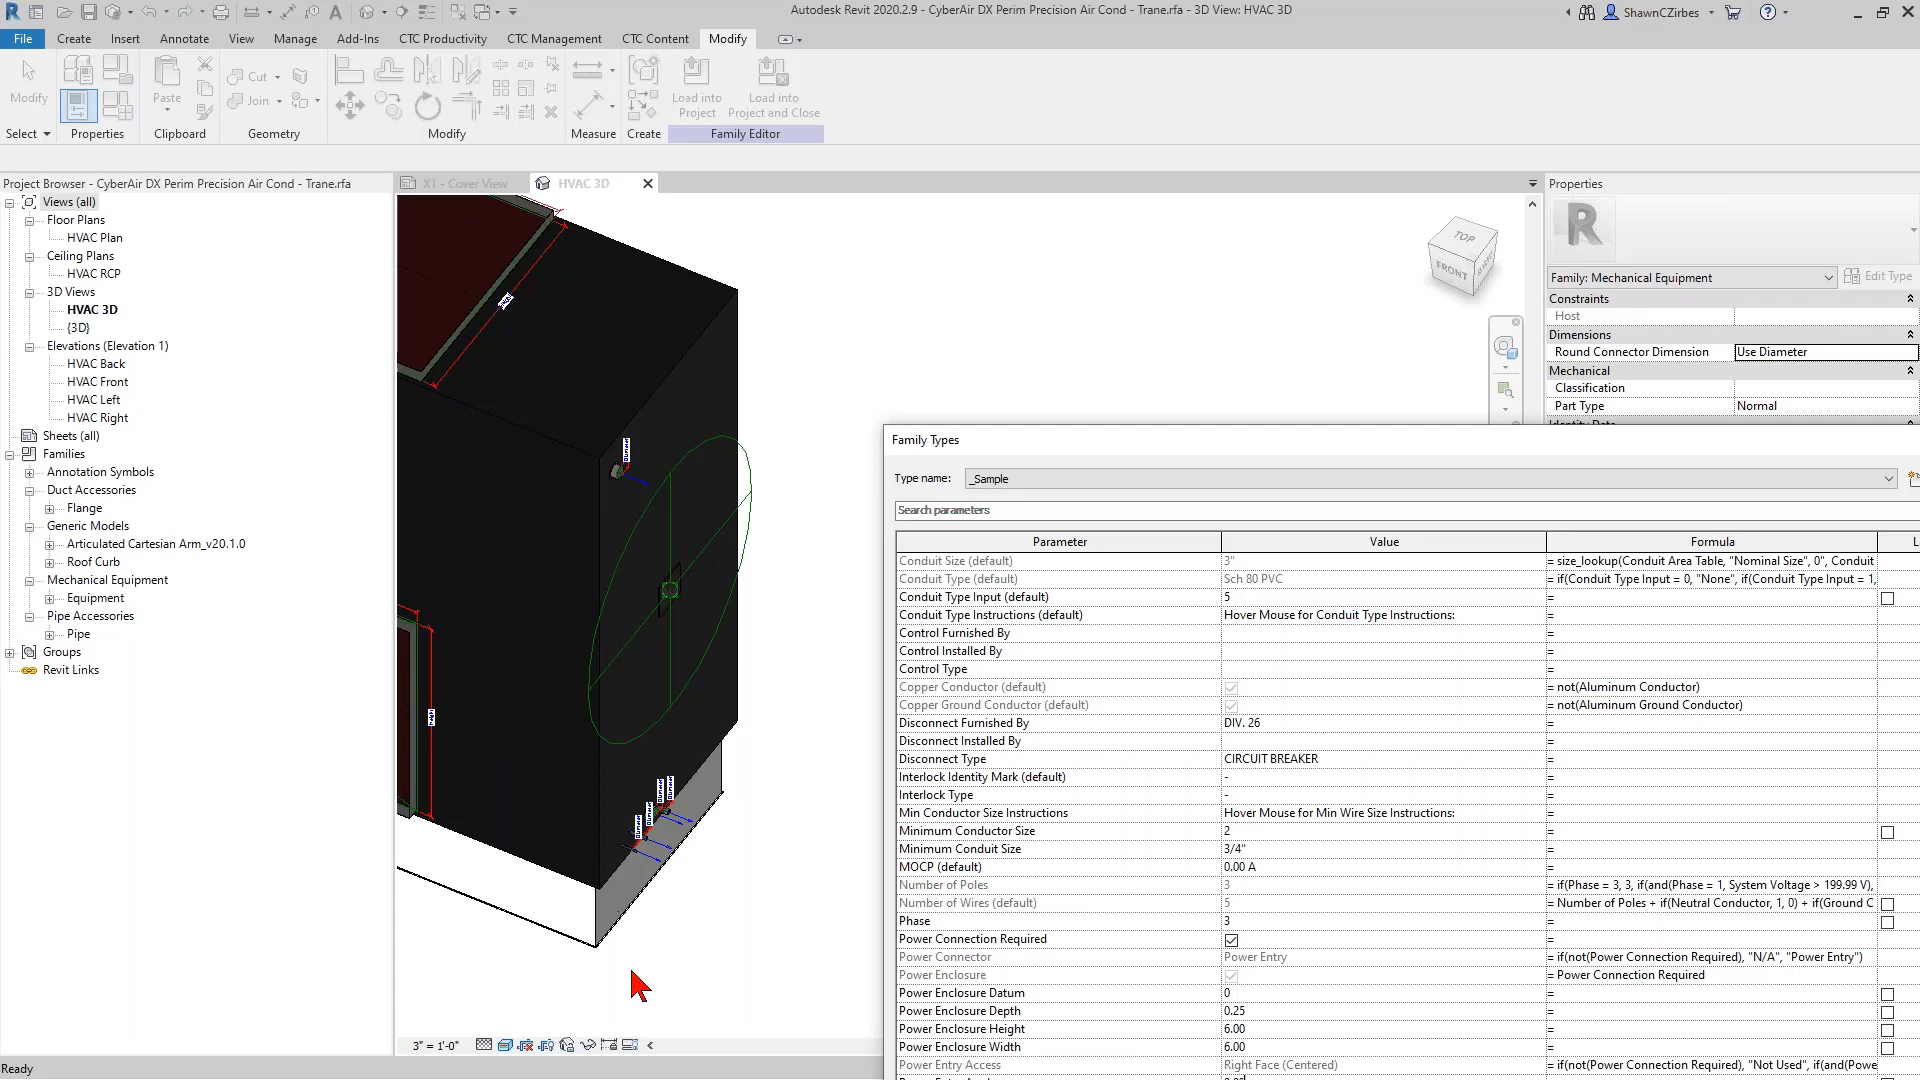 Autodesk Revit 2020.2.9 - CyberAir DX Perim Precision Air Cond - Trane.rfa - 3D View: HVAC 3D
ShawnCZirbes
File Create Insert Annotate View Manage Add-Ins CTC Productivity CTC Management CTC Content Modify
Modify Paste Cut Join Load into Project Load into Project and Close
Select Properties Clipboard Geometry Modify Measure Create Family Editor
Project Browser - CyberAir DX Perim Precision Air Cond - Trane.rfa
Views (all)
Floor Plans
HVAC Plan
Ceiling Plans
HVAC RCP
3D Views
HVAC 3D
{3D}
Elevations (Elevation 1)
HVAC Back
HVAC Front
HVAC Left
HVAC Right
Sheets (all)
Families
Annotation Symbols
Duct Accessories
Flange
Generic Models
Articulated Cartesian Arm_v20.1.0
Roof Curb
Mechanical Equipment
Equipment
Pipe Accessories
Pipe
Groups
Revit Links
X1 - Cover View
HVAC 3D
TOP
FRONT
3" = 1'-0"
Ready
Properties
Family: Mechanical Equipment Edit Type
Constraints
Host
Dimensions
Round Connector Dimension Use Diameter
Mechanical
Classification
Part Type Normal
Family Types
Type name: _Sample
Search parameters
Parameter Value Formula
Conduit Size (default) 3" = size_lookup(Conduit Area Table, "Nominal Size", 0", Conduit
Conduit Type (default) Sch 80 PVC = if(Conduit Type Input = 0, "None", if(Conduit Type Input = 1,
Conduit Type Input (default) 5 =
Conduit Type Instructions (default) Hover Mouse for Conduit Type Instructions: =
Control Furnished By =
Control Installed By =
Control Type =
Copper Conductor (default) = not(Aluminum Conductor)
Copper Ground Conductor (default) = not(Aluminum Ground Conductor)
Disconnect Furnished By DIV. 26 =
Disconnect Installed By =
Disconnect Type CIRCUIT BREAKER =
Interlock Identity Mark (default) - =
Interlock Type - =
Min Conductor Size Instructions Hover Mouse for Min Wire Size Instructions: =
Minimum Conductor Size 2 =
Minimum Conduit Size 3/4" =
MOCP (default) 0.00 A =
Number of Poles 3 = if(Phase = 3, 3, if(and(Phase = 1, System Voltage > 199.99 V),
Number of Wires (default) 5 = Number of Poles + if(Neutral Conductor, 1, 0) + if(Ground C
Phase 3 =
Power Connection Required =
Power Connector Power Entry = if(not(Power Connection Required), "N/A", "Power Entry")
Power Enclosure = Power Connection Required
Power Enclosure Datum 0 =
Power Enclosure Depth 0.25 =
Power Enclosure Height 6.00 =
Power Enclosure Width 6.00 =
Power Entry Access Right Face (Centered) = if(not(Power Connection Required), "Not Used", if(and(Powe